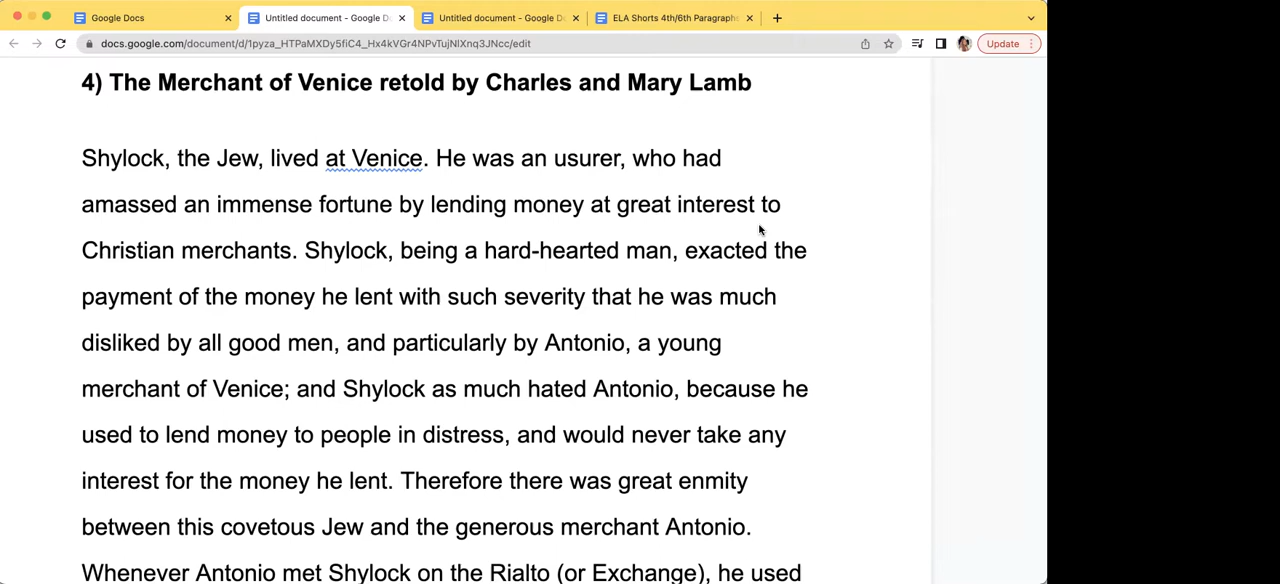 Google Docs
Untitled document - Google D
Untitled document - Google D
ELA Shorts 4th/6th Paragraphs
docs.google.com/document/d/1pyza_HTPaMXDy5fiC4_Hx4kVGr4NPvTujNlXnq3JNcc/edit
Update
4) The Merchant of Venice retold by Charles and Mary Lamb
Shylock, the Jew, lived at Venice. He was an usurer, who had
amassed an immense fortune by lending money at great interest to
Christian merchants. Shylock, being a hard-hearted man, exacted the
payment of the money he lent with such severity that he was much
disliked by all good men, and particularly by Antonio, a young
merchant of Venice; and Shylock as much hated Antonio, because he
used to lend money to people in distress, and would never take any
interest for the money he lent. Therefore there was great enmity
between this covetous Jew and the generous merchant Antonio.
Whenever Antonio met Shylock on the Rialto (or Exchange), he used